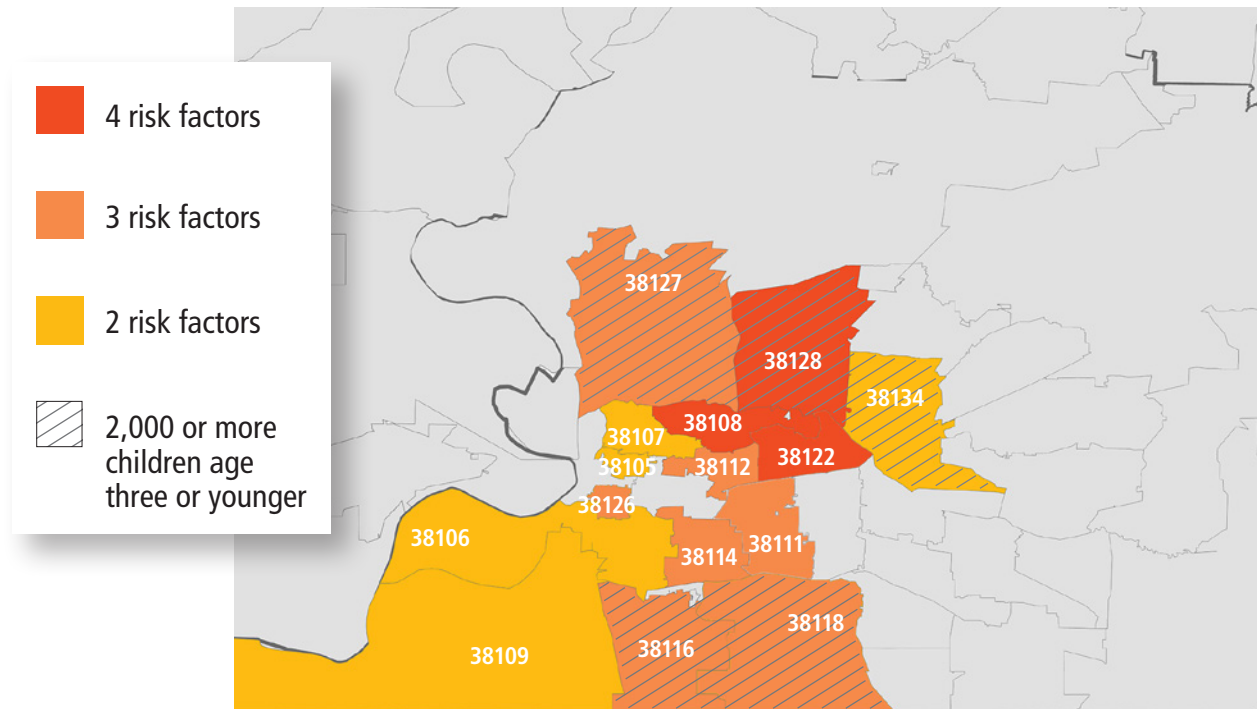 4 risk factors
3 risk factors
2 risk factors
2,000 or more
children age
three or younger
38127
38128
38134
38108
38107
38122
38105
38112
38126
38106
38111
38114
38118
38116
38109